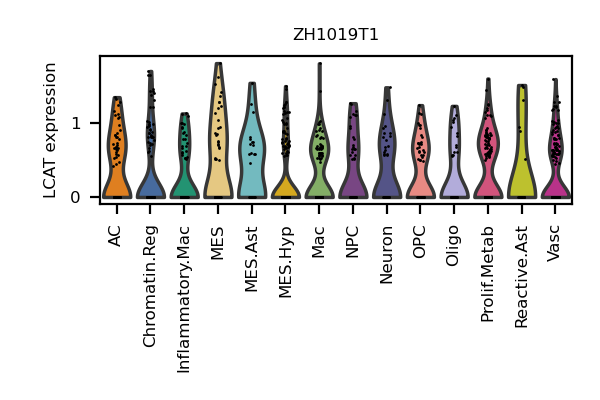 ZH1019T1
LCAT expression
1
0
AC
Chromatin.Reg
Inflammatory.Mac
MES
MES.Ast
MES.Hyp
Mac
NPC
Neuron
OPC
Oligo
Prolif.Metab
Reactive.Ast
Vasc